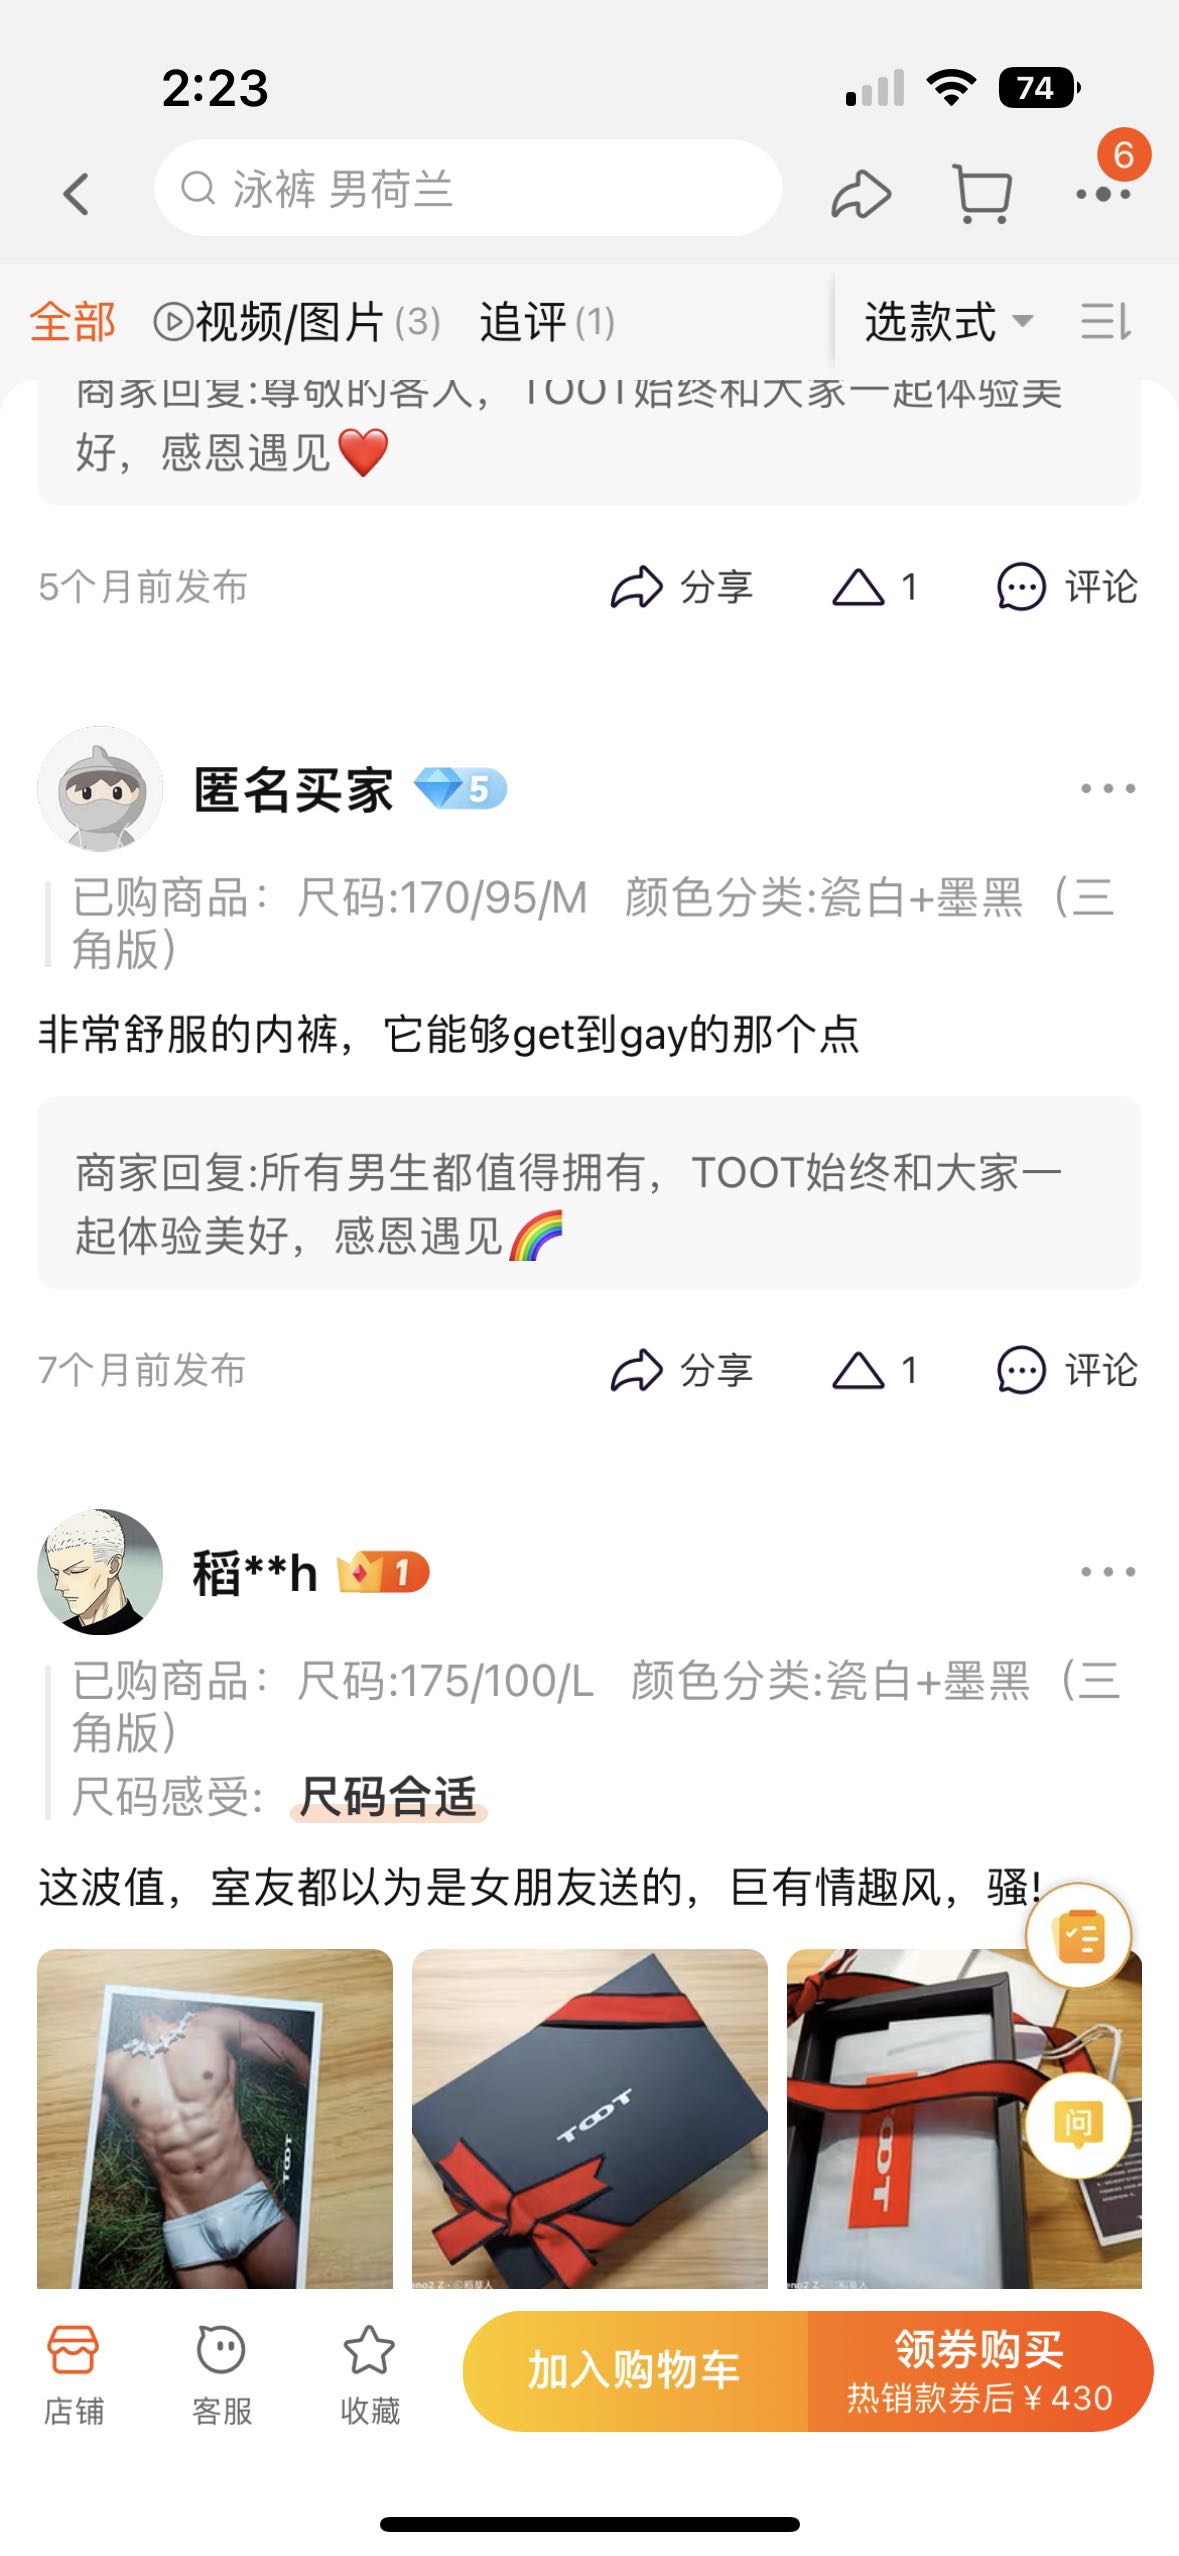 2:23
74
6
泳裤 男荷兰
全部
视频/图片(3)
追评(1)
选款式
商家回复:尊敬的客人，TOOT始终和大家一起体验美
好，感恩遇见❤️
5个月前发布
分享
1
评论
匿名买家
5
已购商品：尺码:170/95/M 颜色分类:瓷白+墨黑（三
角版）
非常舒服的内裤，它能够get到gay的那个点
商家回复:所有男生都值得拥有，TOOT始终和大家一
起体验美好，感恩遇见🌈
7个月前发布
分享
1
评论
稻**h
1
已购商品：尺码:175/100/L 颜色分类:瓷白+墨黑（三
角版）
尺码感受：尺码合适
这波值，室友都以为是女朋友送的，巨有情趣风，骚!
TOOT
TOOT
OOT
问
店铺
客服
收藏
加入购物车
领券购买
热销款券后￥430